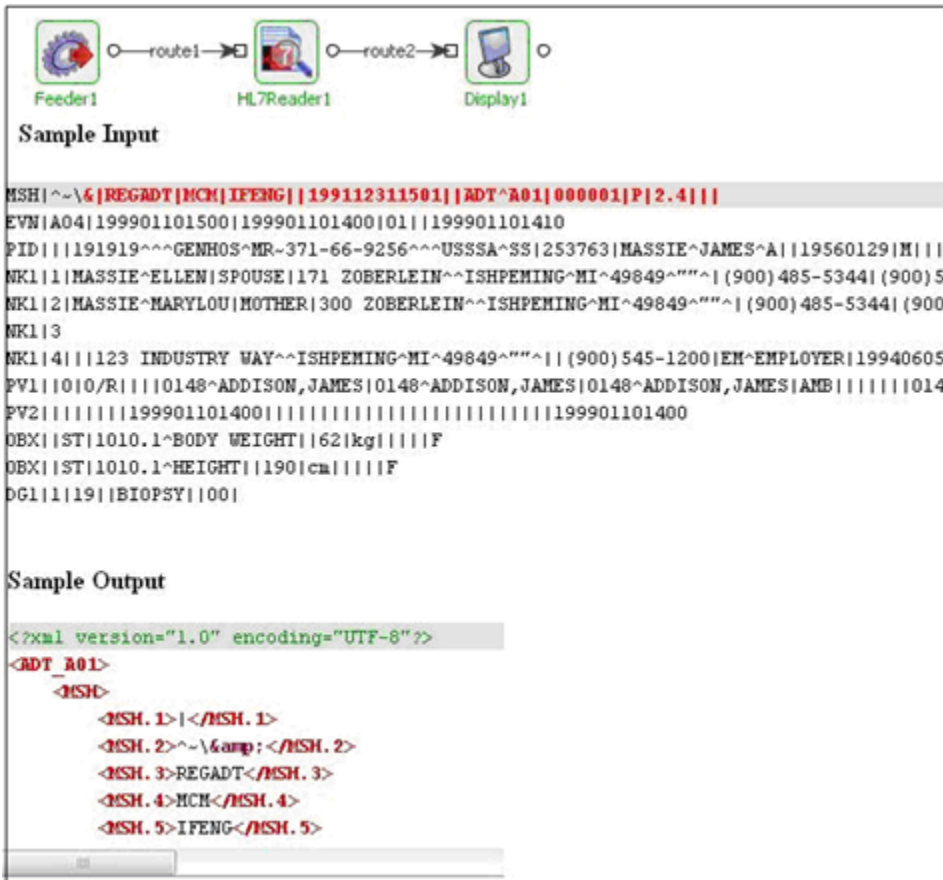 route1 route2
Feeder1 HL7Reader1 Display1
Sample Input
MSH|^~\&|REGADT|MCM|IFENG||199112311501||ADT^A01|000001|P|2.4|||
EVN|A04|199901101500|199901101400|01||199901101410
PID|||191919^^^GENHOS^MR~371-66-9256^^^USSSA^SS|253763|MASSIE^JAMES^A||19560129|M|||
NK1|1|MASSIE^ELLEN|SPOUSE|171 ZOBERLEIN^^ISHPEMING^MI^49849^""^|(900)485-5344|(900)5
NK1|2|MASSIE^MARYLOU|MOTHER|300 ZOBERLEIN^^ISHPEMING^MI^49849^""^|(900)485-5344|(900
NK1|3
NK1|4|||123 INDUSTRY WAY^^ISHPEMING^MI^49849^""^||(900)545-1200|EM^EMPLOYER|19940605
PV1||0|0/R||||0148^ADDISON,JAMES|0148^ADDISON,JAMES|0148^ADDISON,JAMES|AMB|||||||014
PV2||||||||199901101400||||||||||||||||||||||||||199901101400
OBX||ST|1010.1^BODY WEIGHT||62|kg|||||F
OBX||ST|1010.1^HEIGHT||190|cm|||||F
DG1|1|19||BIOPSY||00|
Sample Output
<?xml version="1.0" encoding="UTF-8"?>
<ADT_A01>
<MSH>
<MSH.1>|</MSH.1>
<MSH.2>^~\&amp;</MSH.2>
<MSH.3>REGADT</MSH.3>
<MSH.4>MCM</MSH.4>
<MSH.5>IFENG</MSH.5>